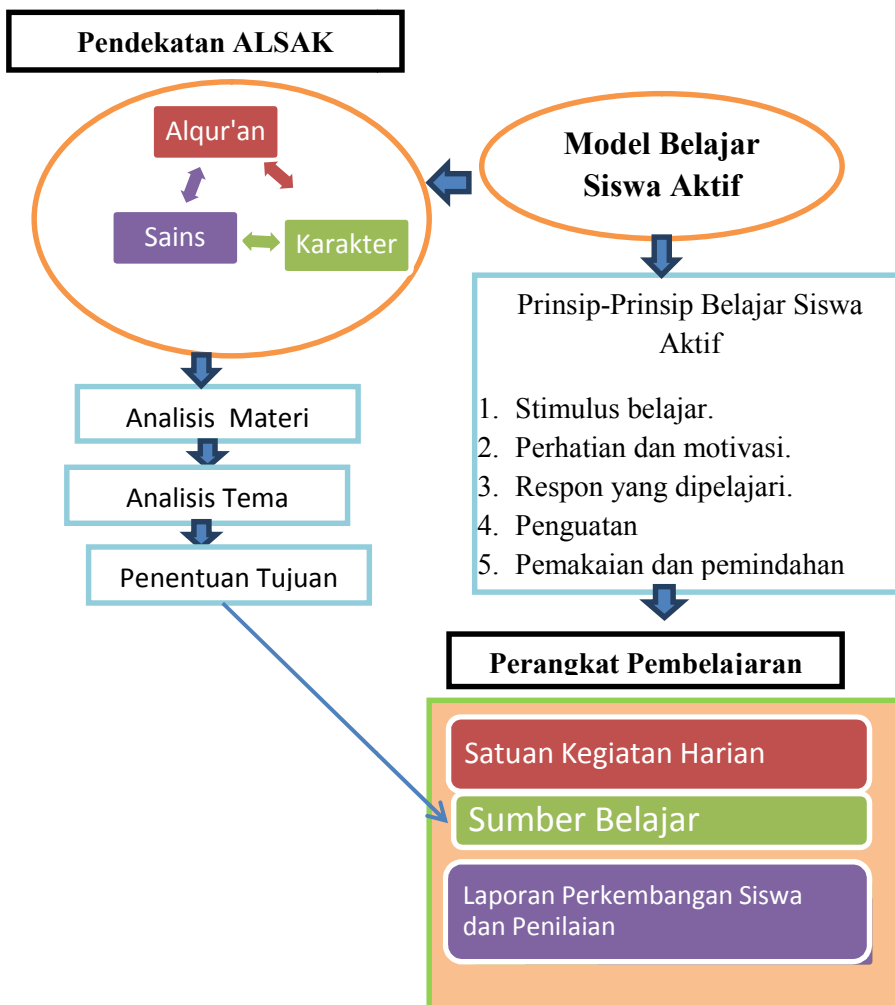 Pendekatan ALSAK
Alqur'an
Sains
Karakter
Model Belajar
Siswa Aktif
Prinsip-Prinsip Belajar Siswa
Aktif
1. Stimulus belajar.
2. Perhatian dan motivasi.
3. Respon yang dipelajari.
4. Penguatan
5. Pemakaian dan pemindahan
Analisis Materi
Analisis Tema
Penentuan Tujuan
Perangkat Pembelajaran
Satuan Kegiatan Harian
Sumber Belajar
Laporan Perkembangan Siswa
dan Penilaian